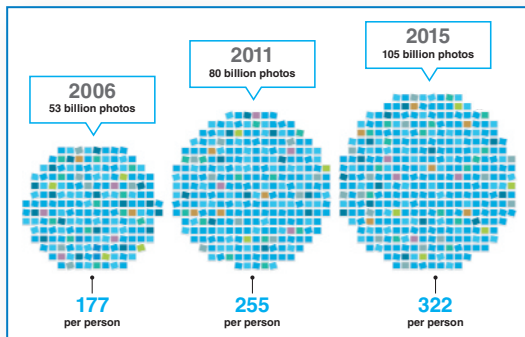 2006
53 billion photos
2011
80 billion photos
2015
105 billion photos
177
per person
255
per person
322
per person